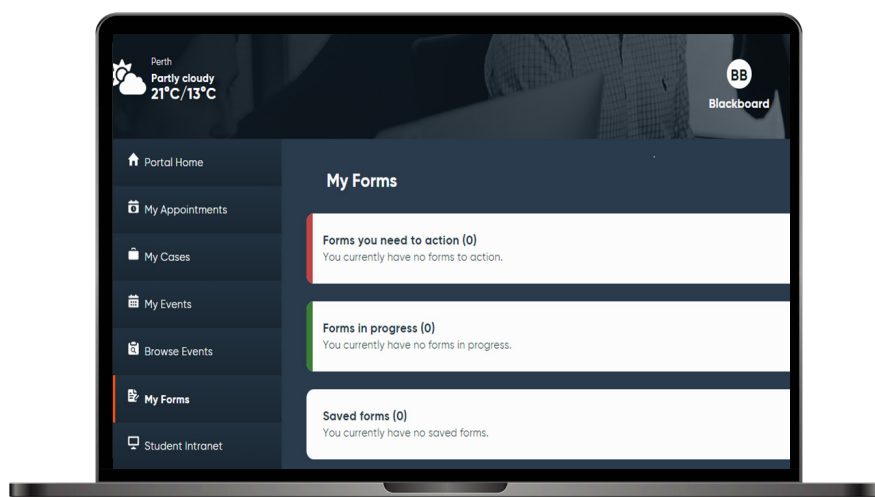 Perth
Partly cloudy
21°C/13°C
BB
Blackboard
Portal Home
My Appointments
My Cases
My Events
Browse Events
My Forms
Student Intranet
My Forms
Forms you need to action (0)
You currently have no forms to action.
Forms in progress (0)
You currently have no forms in progress.
Saved forms (0)
You currently have no saved forms.